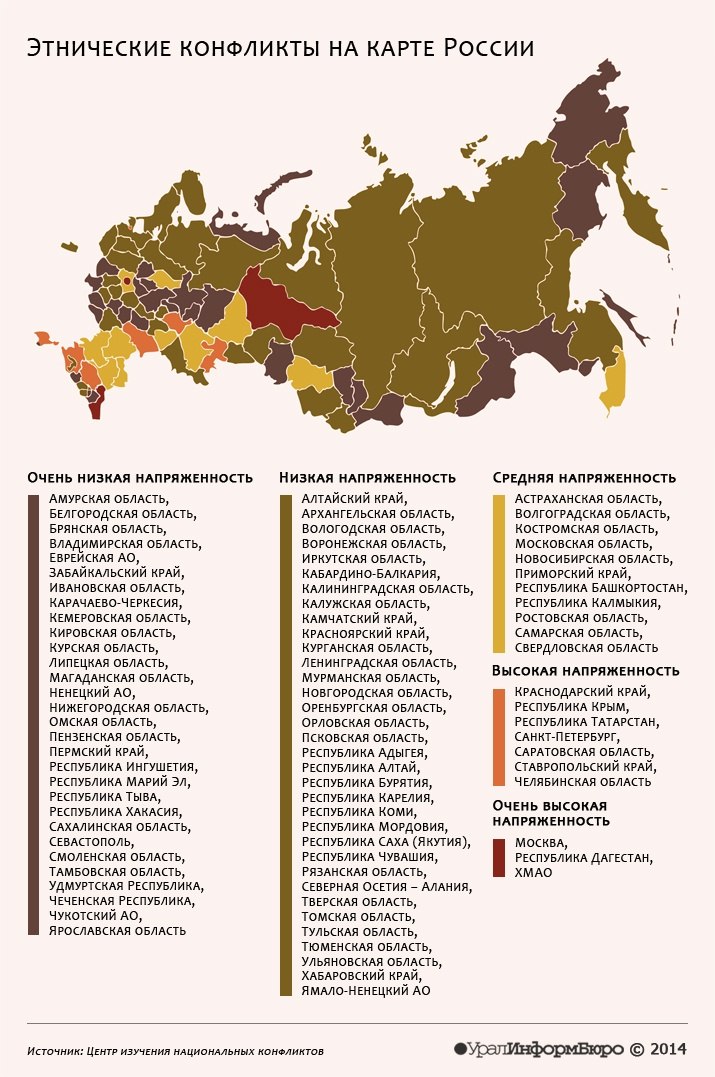 Этнические конфликты на карте России
Очень низкая напряженность
Амурская область,
Белгородская область,
Брянская область,
Владимирская область,
Еврейская АО,
Забайкальский край,
Ивановская область,
Карачаево-Черкесия,
Кемеровская область,
Кировская область,
Курская область,
Липецкая область,
Магаданская область,
Ненецкий АО,
Нижегородская область,
Омская область,
Пензенская область,
Пермский край,
Республика Ингушетия,
Республика Марий Эл,
Республика Тыва,
Республика Хакасия,
Сахалинская область,
Севастополь,
Смоленская область,
Тамбовская область,
Удмуртская Республика,
Чеченская Республика,
Чукотский АО,
Ярославская область
Низкая напряженность
Алтайский край,
Архангельская область,
Вологодская область,
Воронежская область,
Иркутская область,
Кабардино-Балкария,
Калининградская область,
Калужская область,
Камчатский край,
Красноярский край,
Курганская область,
Ленинградская область,
Мурманская область,
Новгородская область,
Оренбургская область,
Орловская область,
Псковская область,
Республика Адыгея,
Республика Алтай,
Республика Бурятия,
Республика Карелия,
Республика Коми,
Республика Мордовия,
Республика Саха (Якутия),
Республика Чувашия,
Рязанская область,
Северная Осетия – Алания,
Тверская область,
Томская область,
Тульская область,
Тюменская область,
Ульяновская область,
Хабаровский край,
Ямало-Ненецкий АО
Средняя напряженность
Астраханская область,
Волгоградская область,
Костромская область,
Московская область,
Новосибирская область,
Приморский край,
Республика Башкортостан,
Республика Калмыкия,
Ростовская область,
Самарская область,
Свердловская область
Высокая напряженность
Краснодарский край,
Республика Крым,
Республика Татарстан,
Санкт-Петербург,
Саратовская область,
Ставропольский край,
Челябинская область
Очень высокая
напряженность
Москва,
Республика Дагестан,
ХМАО
Источник: Центр изучения национальных конфликтов
УралИнформБюро © 2014